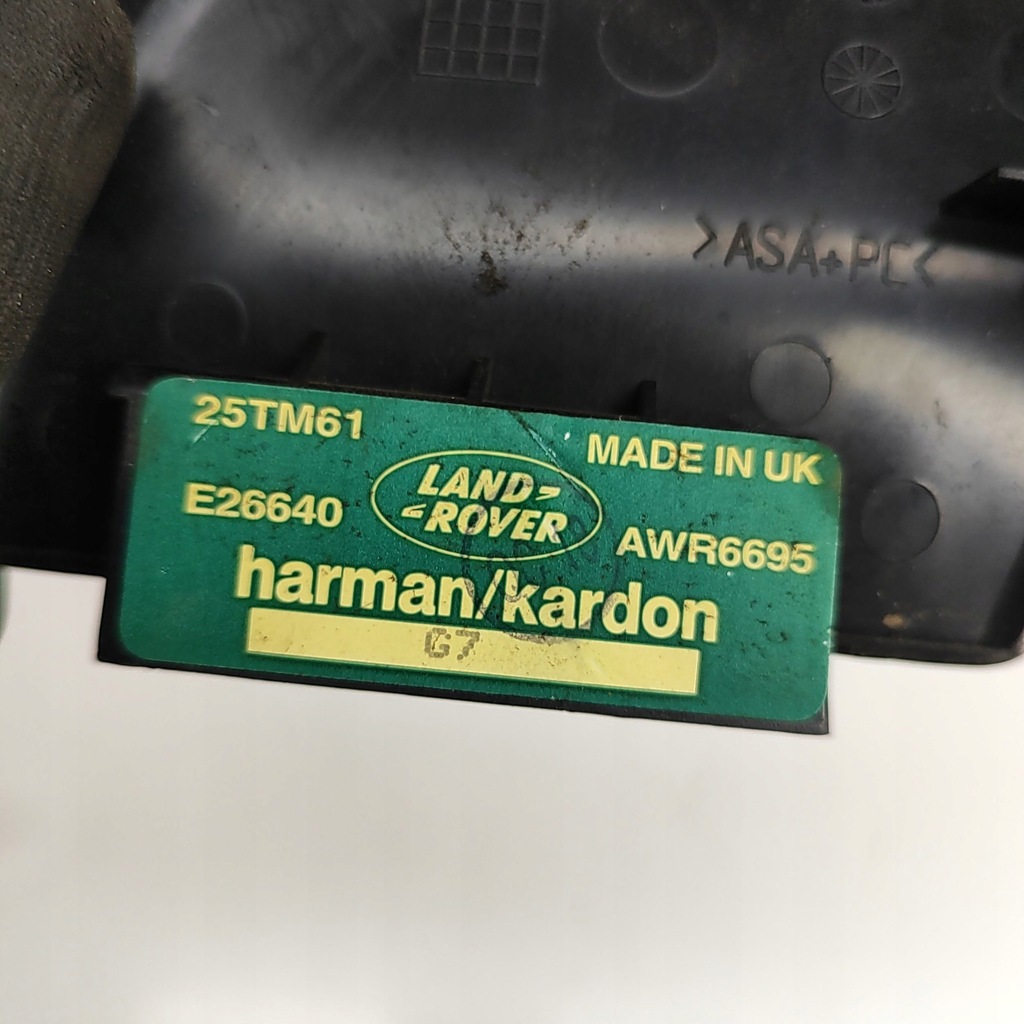 >ASA+PC<
25TM61
MADE IN UK
E26640
LAND
ROVER
AWR6695
harman/kardon
G7